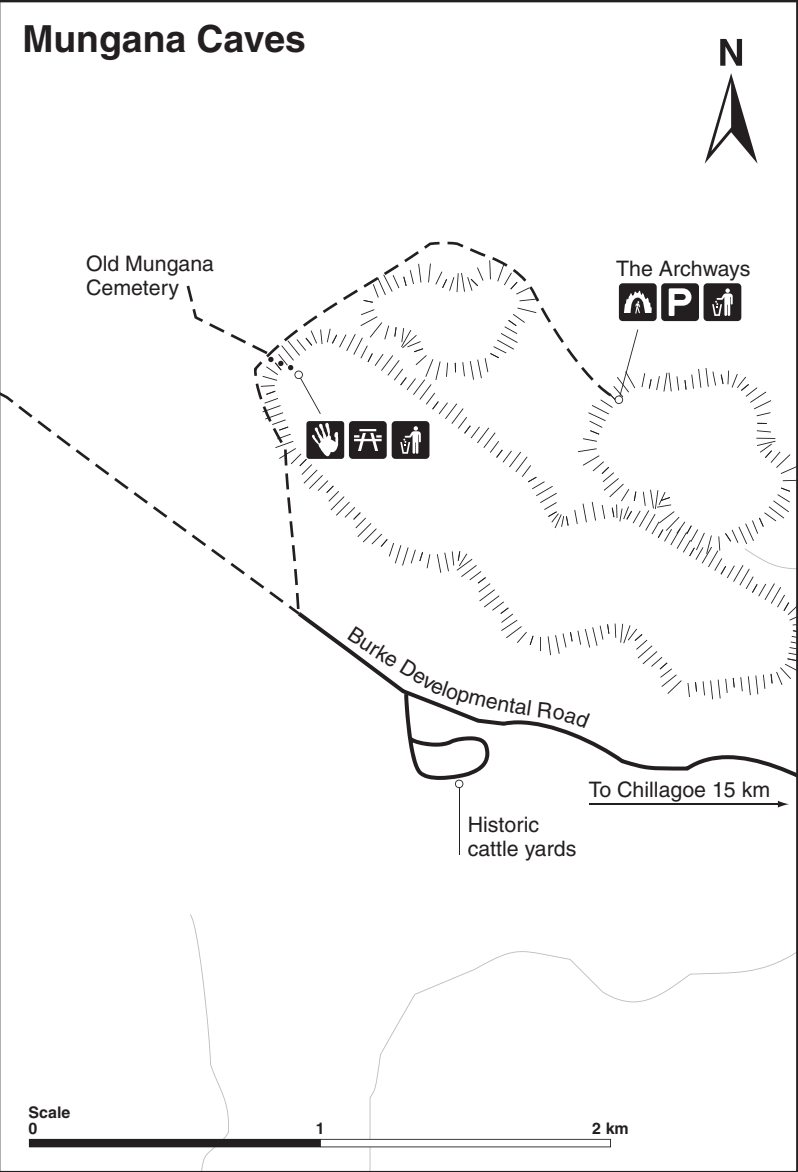 Mungana Caves
N
Old Mungana
Cemetery
The Archways
P
Burke Developmental Road
To Chillagoe 15 km
Historic
cattle yards
Scale
0 1 2 km